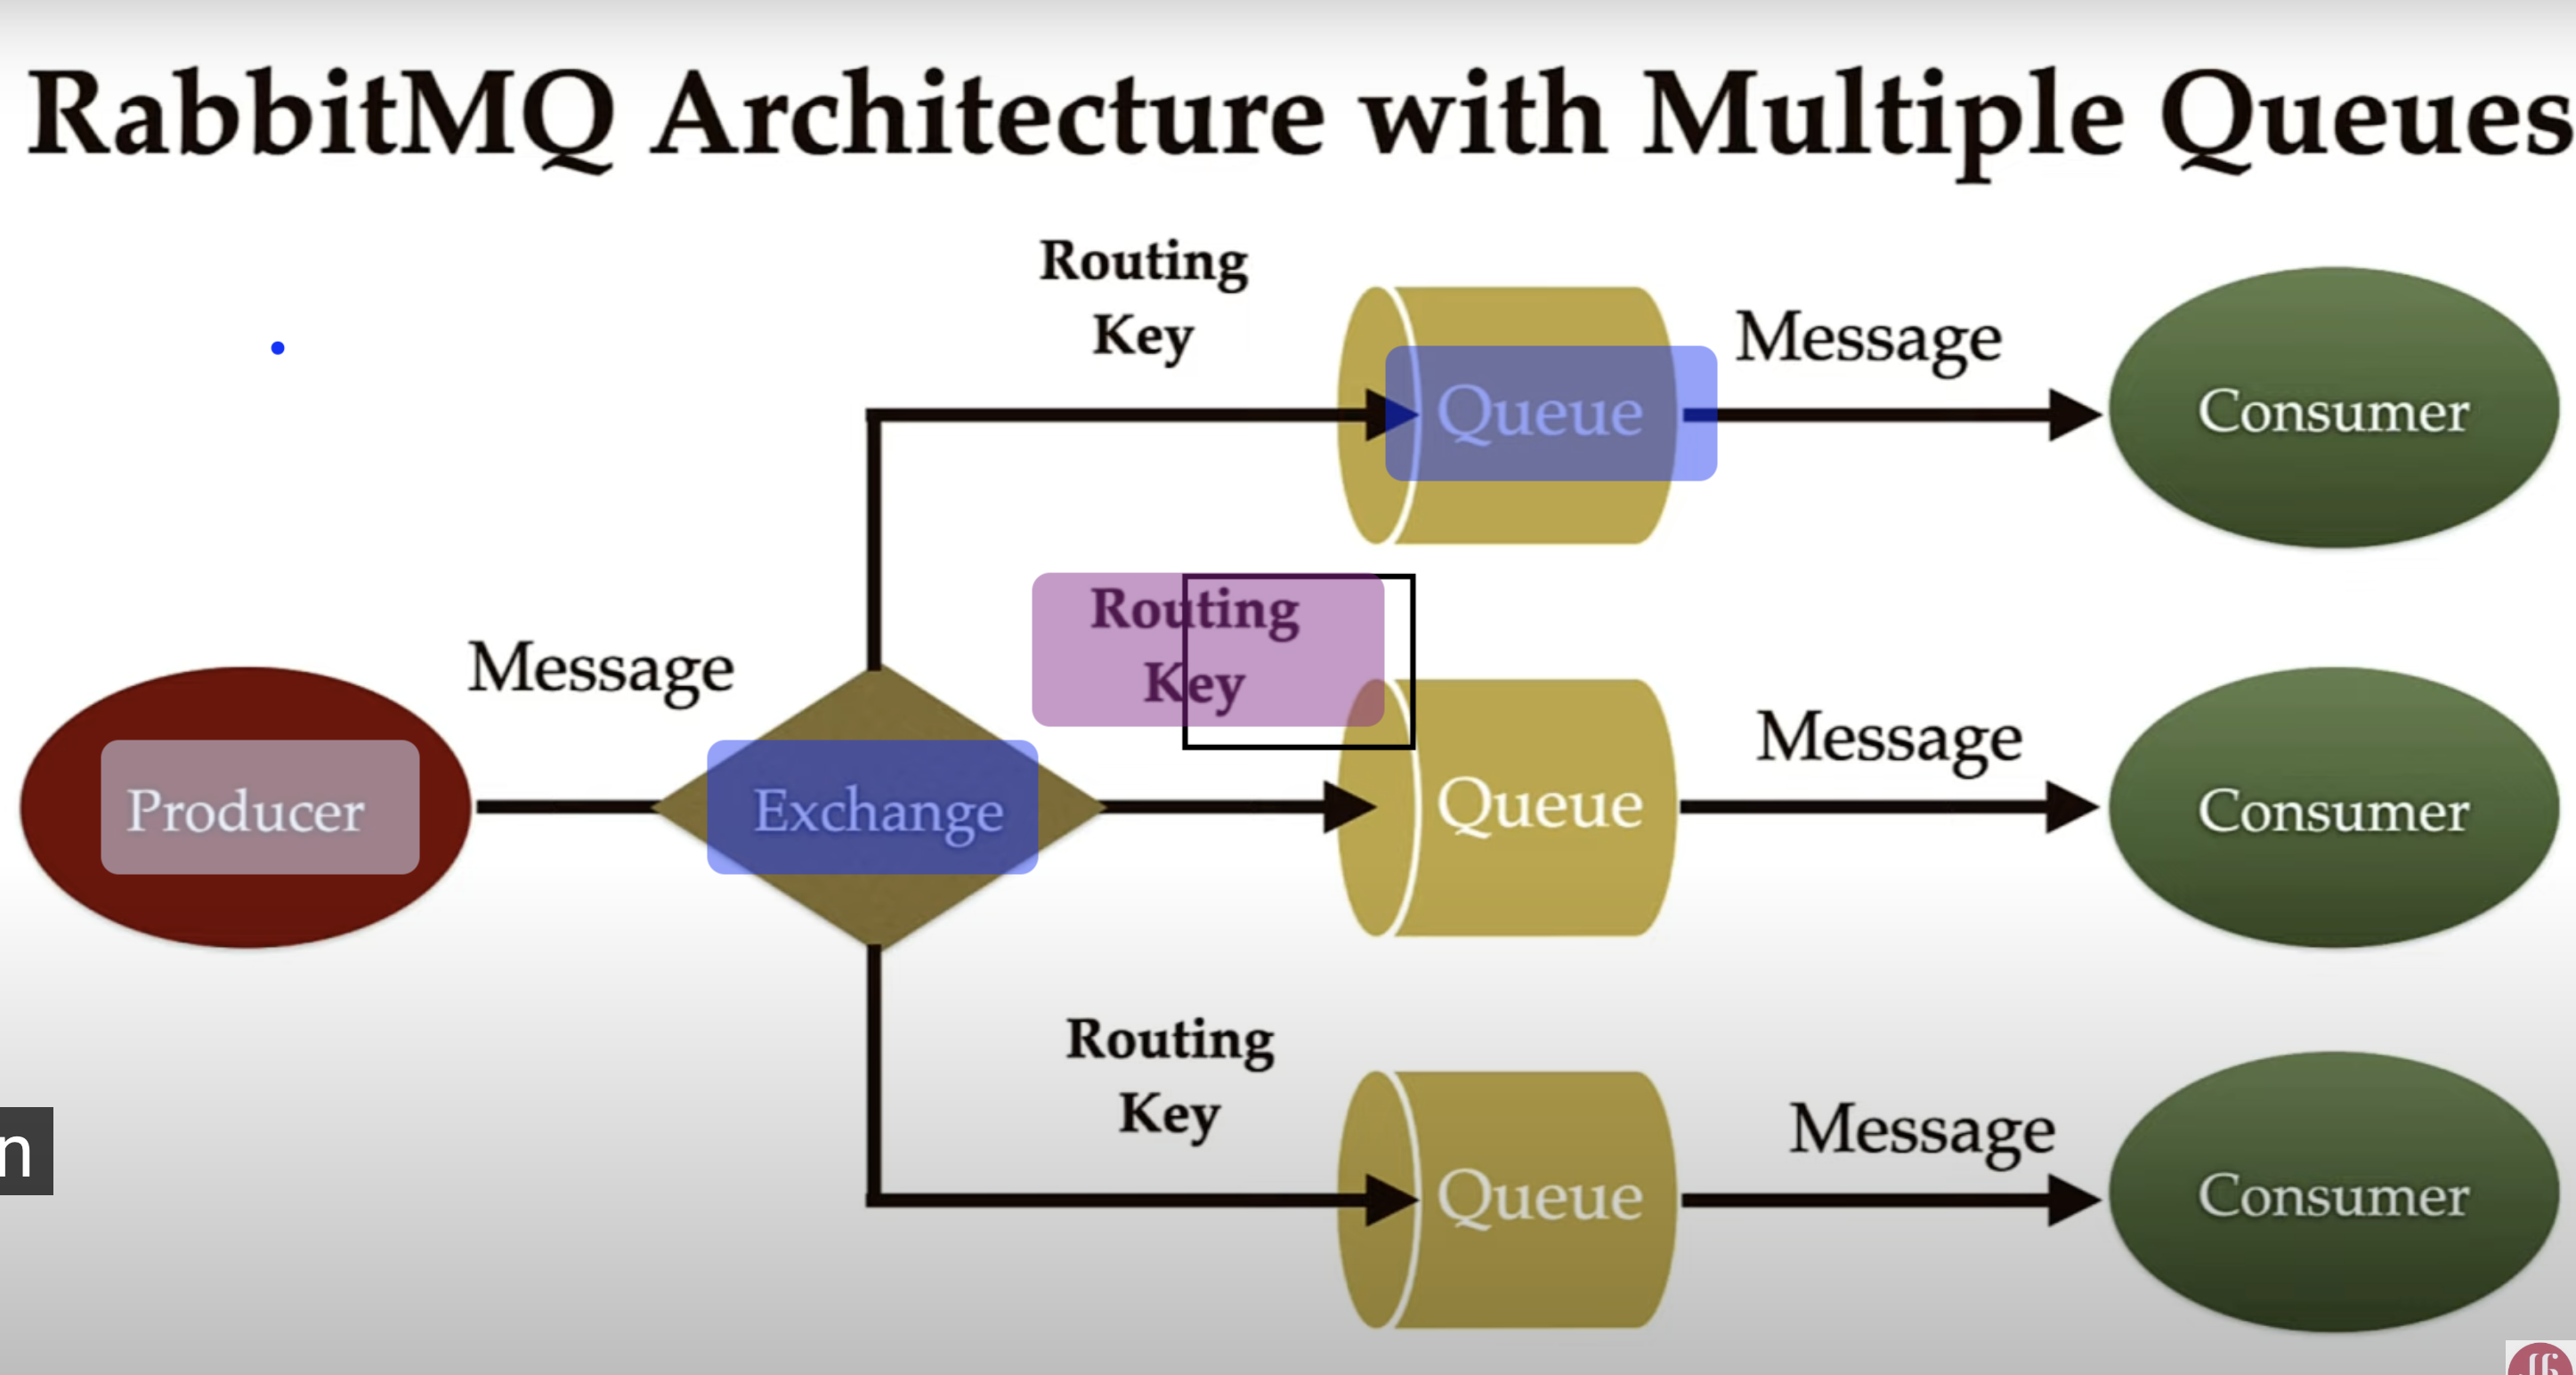 RabbitMQ Architecture with Multiple Queues
Routing
Key
Queue
Message
Consumer
Message
Routing
Key
Producer
Exchange
Queue
Message
Consumer
Routing
Key
Queue
Message
Consumer
n